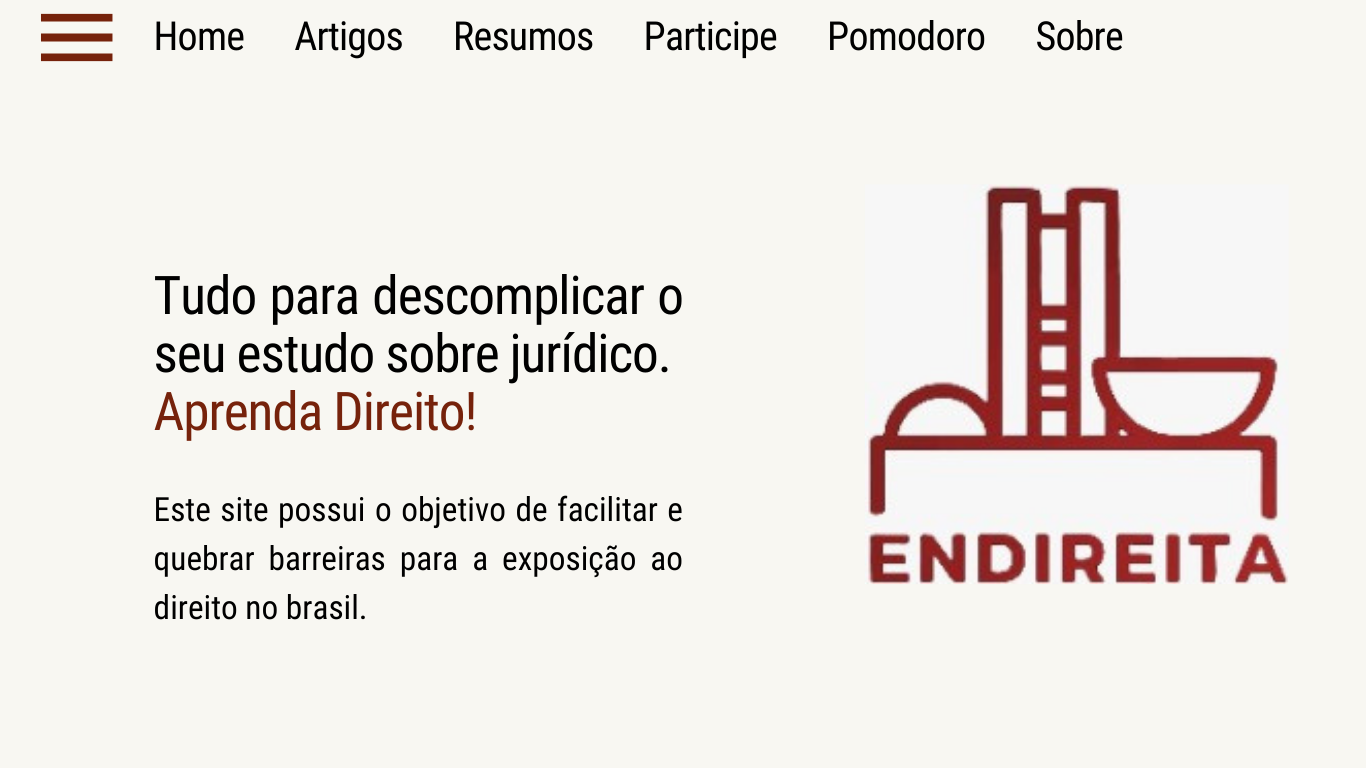 Home Artigos Resumos Participe Pomodoro Sobre
Tudo para descomplicar o
seu estudo sobre jurídico.
Aprenda Direito!
Este site possui o objetivo de facilitar e
quebrar barreiras para a exposição ao
direito no brasil.
ENDIREITA